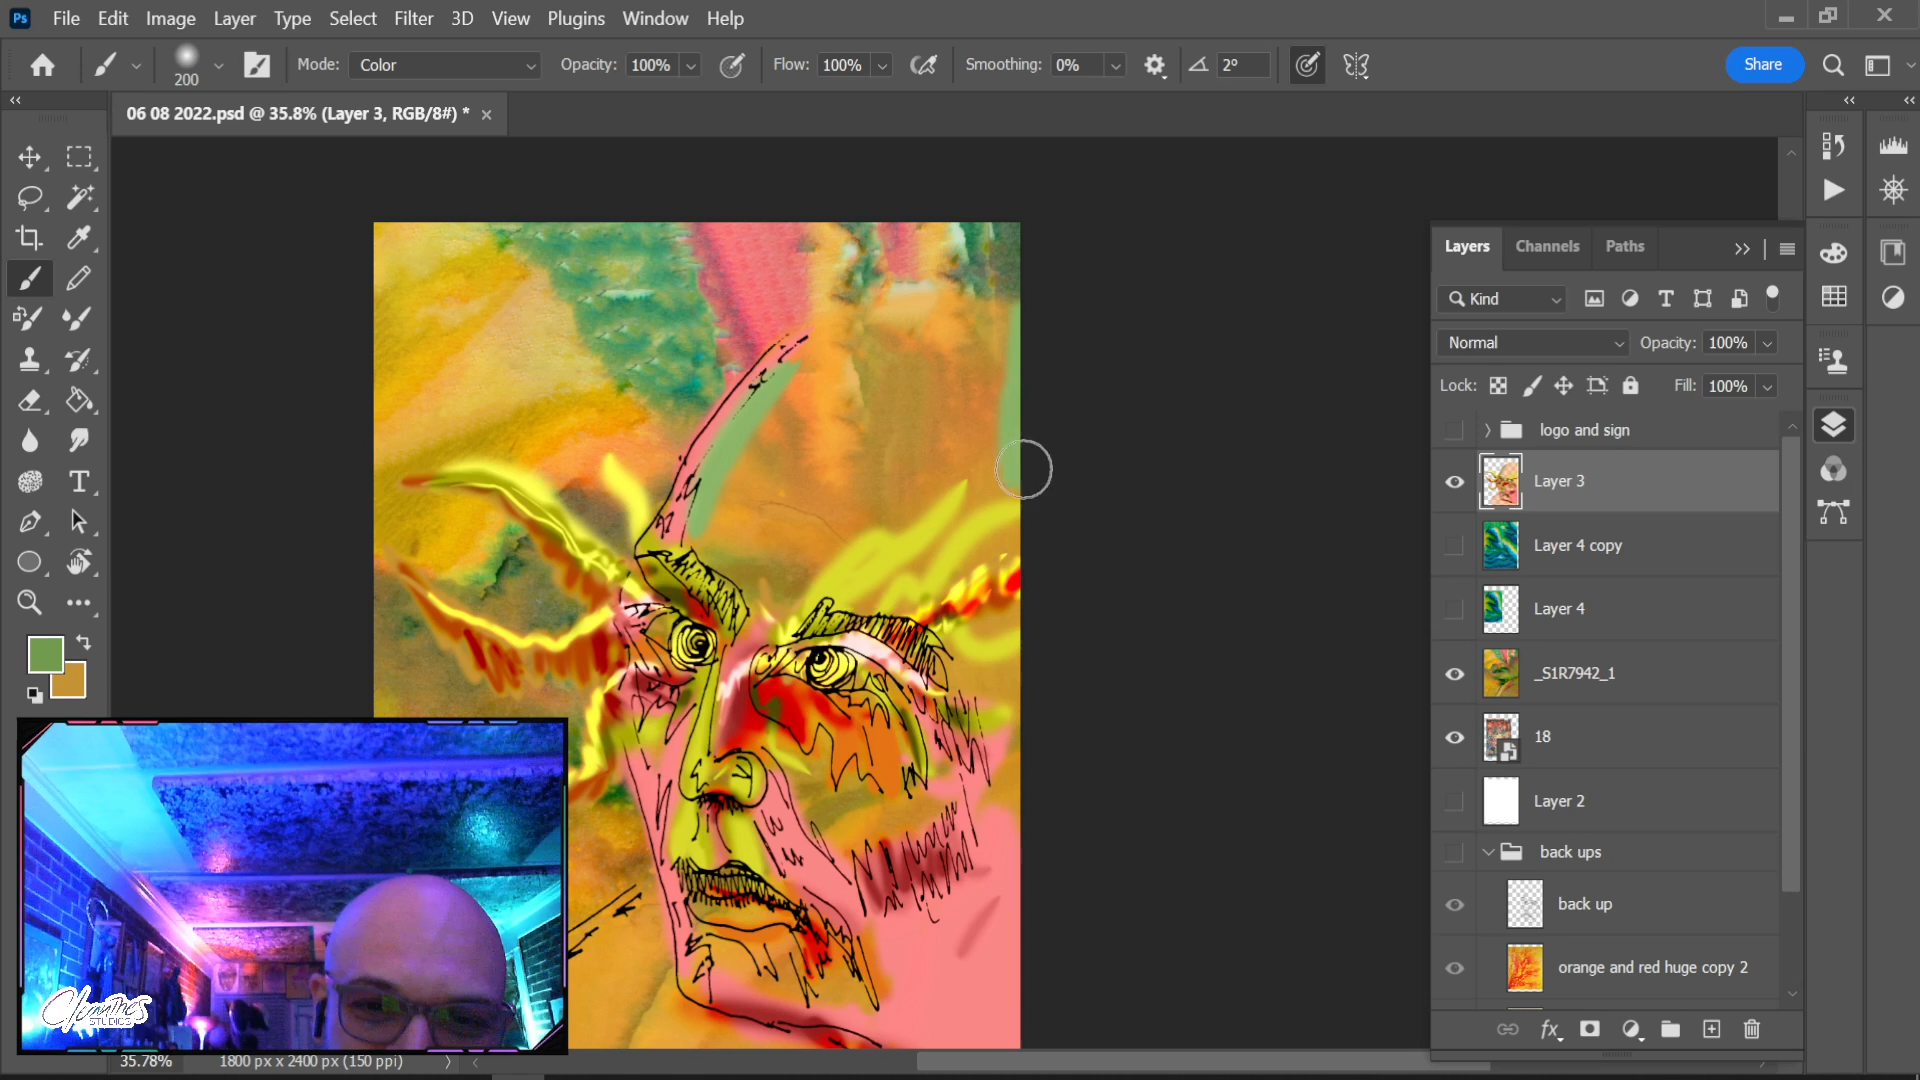 Ps File Edit Image Layer Type Select Filter 3D View Plugins Window Help
200 Mode: Color Opacity: 100% Flow: 100% Smoothing: 0% 2° Share
06 08 2022.psd @ 35.8% (Layer 3, RGB/8#) * ×
Layers Channels Paths
Kind
Normal Opacity: 100%
Lock: Fill: 100%
logo and sign
Layer 3
Layer 4 copy
Layer 4
_S1R7942_1
18
Layer 2
back ups
back up
orange and red huge copy 2
fx
STUDIOS
35.78% 1800 px x 2400 px (150 ppi)